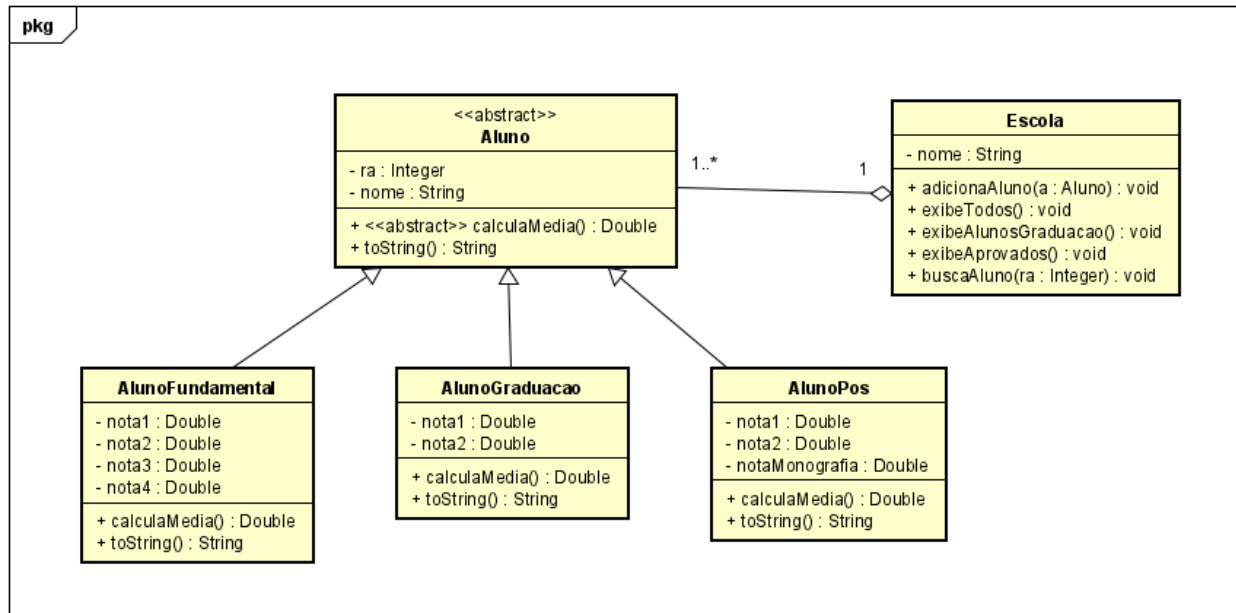 pkg
<<abstract>>
Aluno
- ra : Integer
- nome : String
+ <<abstract>> calculaMedia() : Double
+ toString() : String
1..*
1
Escola
- nome : String
+ adicionaAluno(a : Aluno) : void
+ exibeTodos() : void
+ exibeAlunosGraduacao() : void
+ exibeAprovados() : void
+ buscaAluno(ra : Integer) : void
AlunoFundamental
- nota1 : Double
- nota2 : Double
- nota3 : Double
- nota4 : Double
+ calculaMedia() : Double
+ toString() : String
AlunoGraduacao
- nota1 : Double
- nota2 : Double
+ calculaMedia() : Double
+ toString() : String
AlunoPos
- nota1 : Double
- nota2 : Double
- notaMonografia : Double
+ calculaMedia() : Double
+ toString() : String